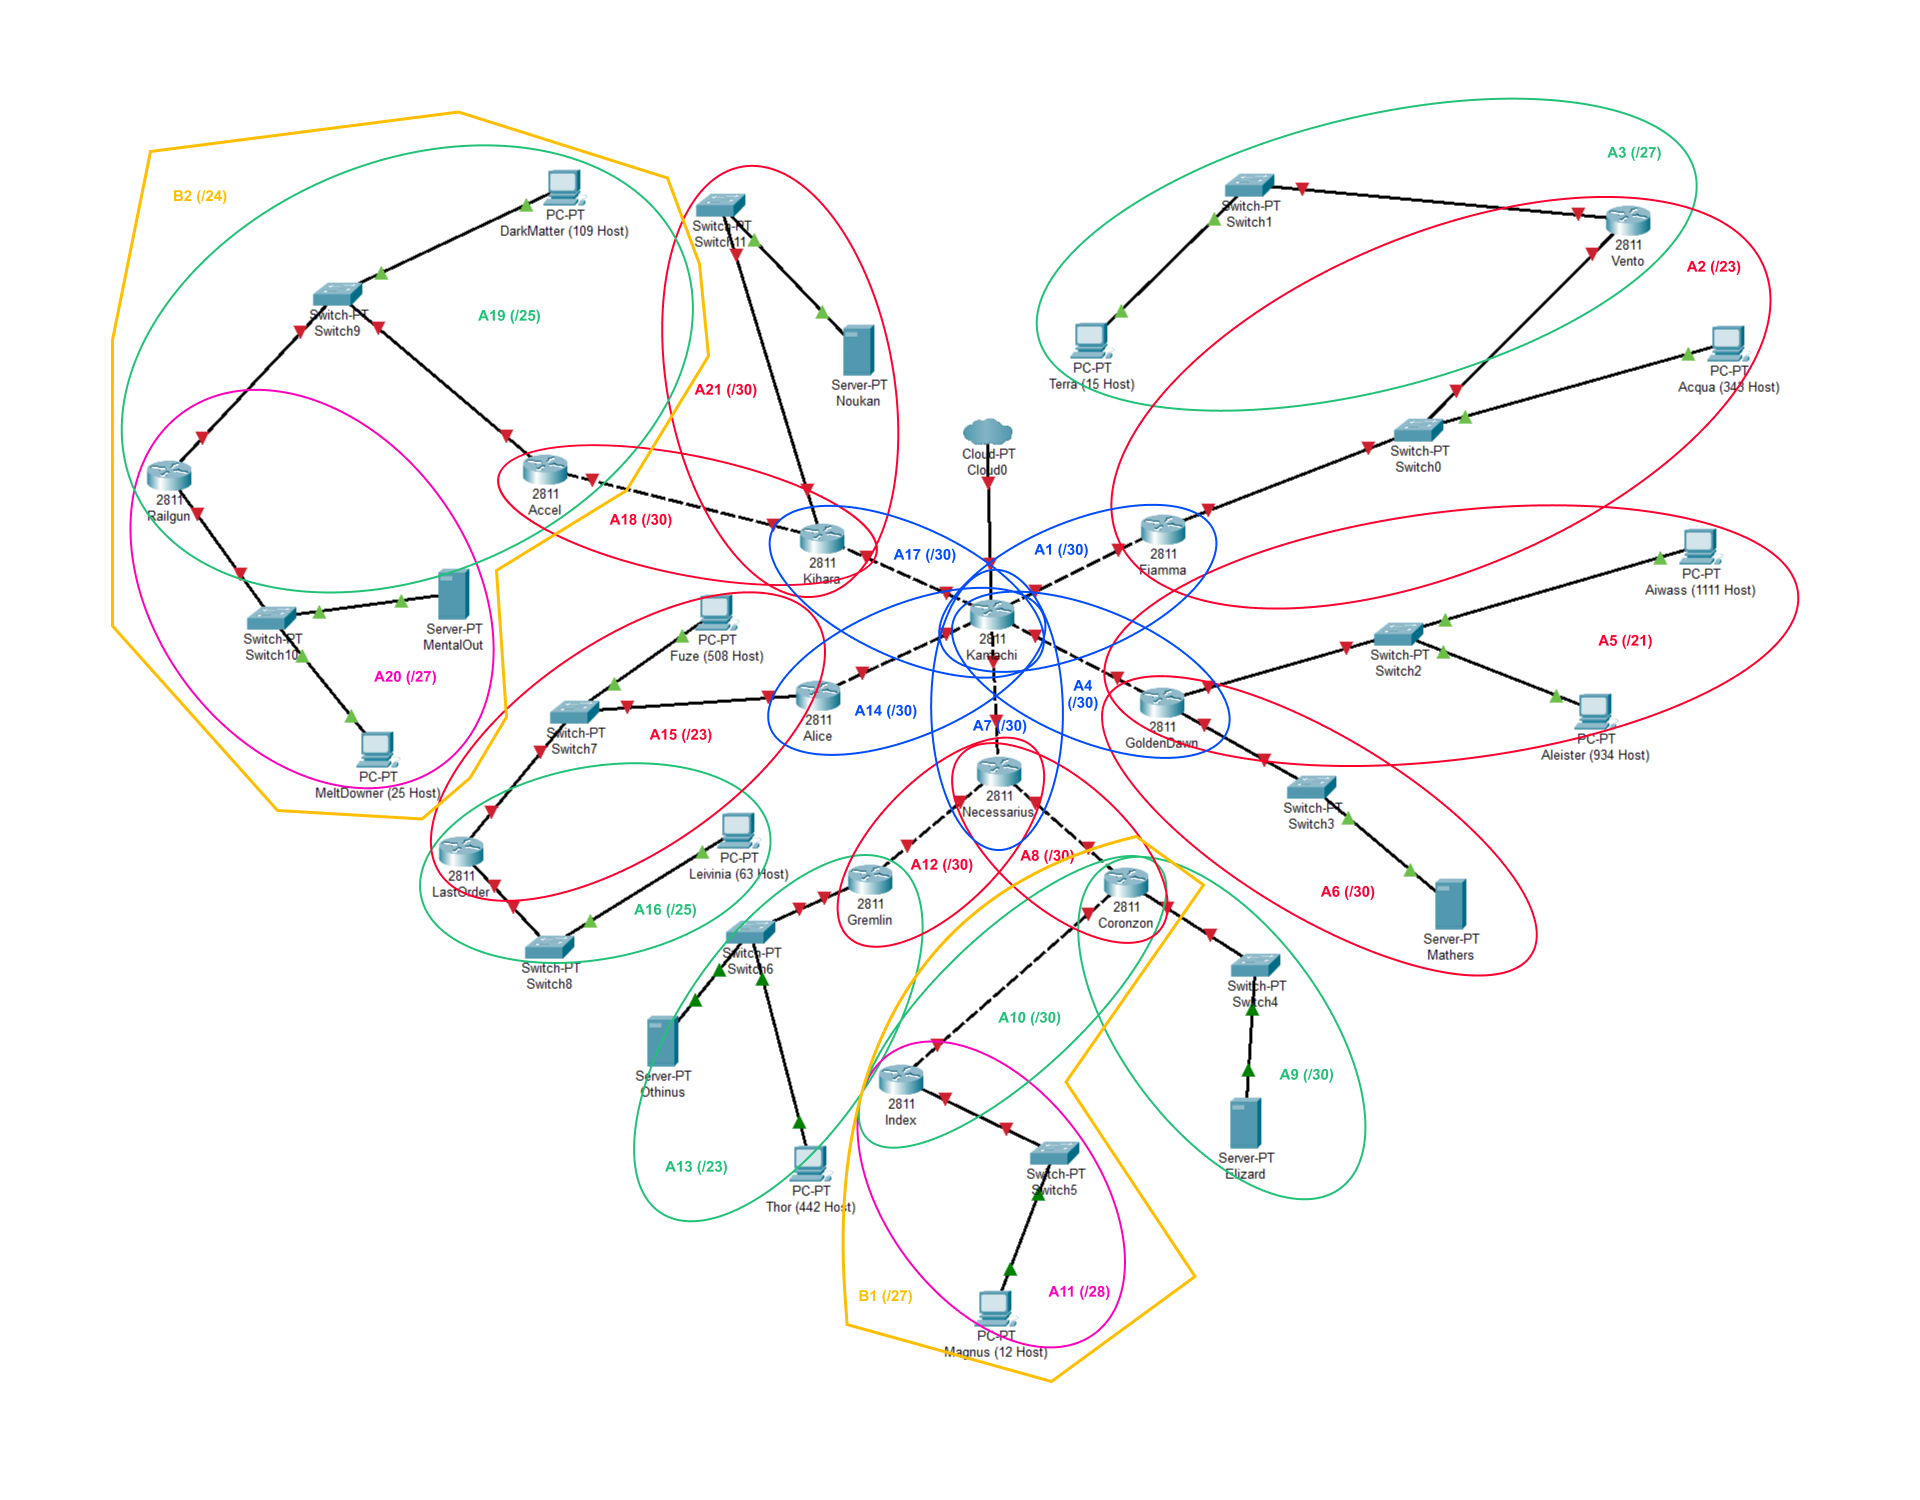 B2 (/24)
PC-PT
DarkMatter (109 Host)
Switch-PT
Switch9
A19 (/25)
2811
Railgun
2811
Accel
A18 (/30)
Switch-PT
Switch10
Server-PT
MentalOut
A20 (/27)
PC-PT
MeltDowner (25 Host)
Switch-PT
Switch11
Server-PT
Noukan
A21 (/30)
2811
Kihara
A17 (/30)
Cloud-PT
Cloud0
A1 (/30)
2811
Kamachi
2811
Fiamma
A3 (/27)
Switch-PT
Switch1
2811
Vento
PC-PT
Terra (15 Host)
A2 (/23)
PC-PT
Acqua (343 Host)
Switch-PT
Switch0
PC-PT
Aiwass (1111 Host)
A5 (/21)
Switch-PT
Switch2
PC-PT
Aleister (934 Host)
A4
(/30)
2811
GoldenDawn
Switch-PT
Switch3
A6 (/30)
Server-PT
Mathers
PC-PT
Fuze (508 Host)
Switch-PT
Switch7
A15 (/23)
2811
Alice
A14 (/30)
A7 (/30)
2811
Necessarius
2811
LastOrder
PC-PT
Leivinia (63 Host)
A16 (/25)
Switch-PT
Switch8
A12 (/30)
A8 (/30)
2811
Gremlin
2811
Coronzon
Switch-PT
Switch6
Switch-PT
Switch4
Server-PT
Othinus
A10 (/30)
A9 (/30)
2811
Index
A13 (/23)
PC-PT
Thor (442 Host)
Switch-PT
Switch5
Server-PT
Elizard
B1 (/27)
A11 (/28)
PC-PT
Magnus (12 Host)